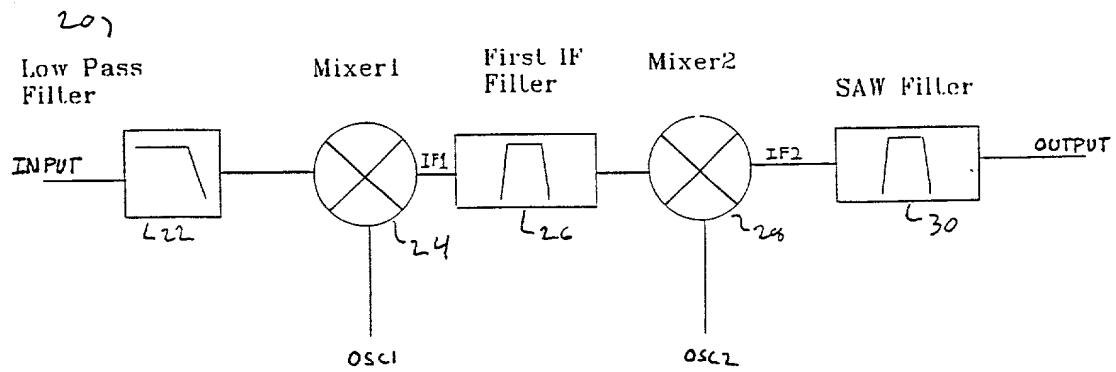 20
Low Pass
Filter
Mixer1
First IF
Filter
Mixer2
SAW Filter
INPUT
IF1
IF2
OUTPUT
22
24
26
28
30
OSC1
OSC2